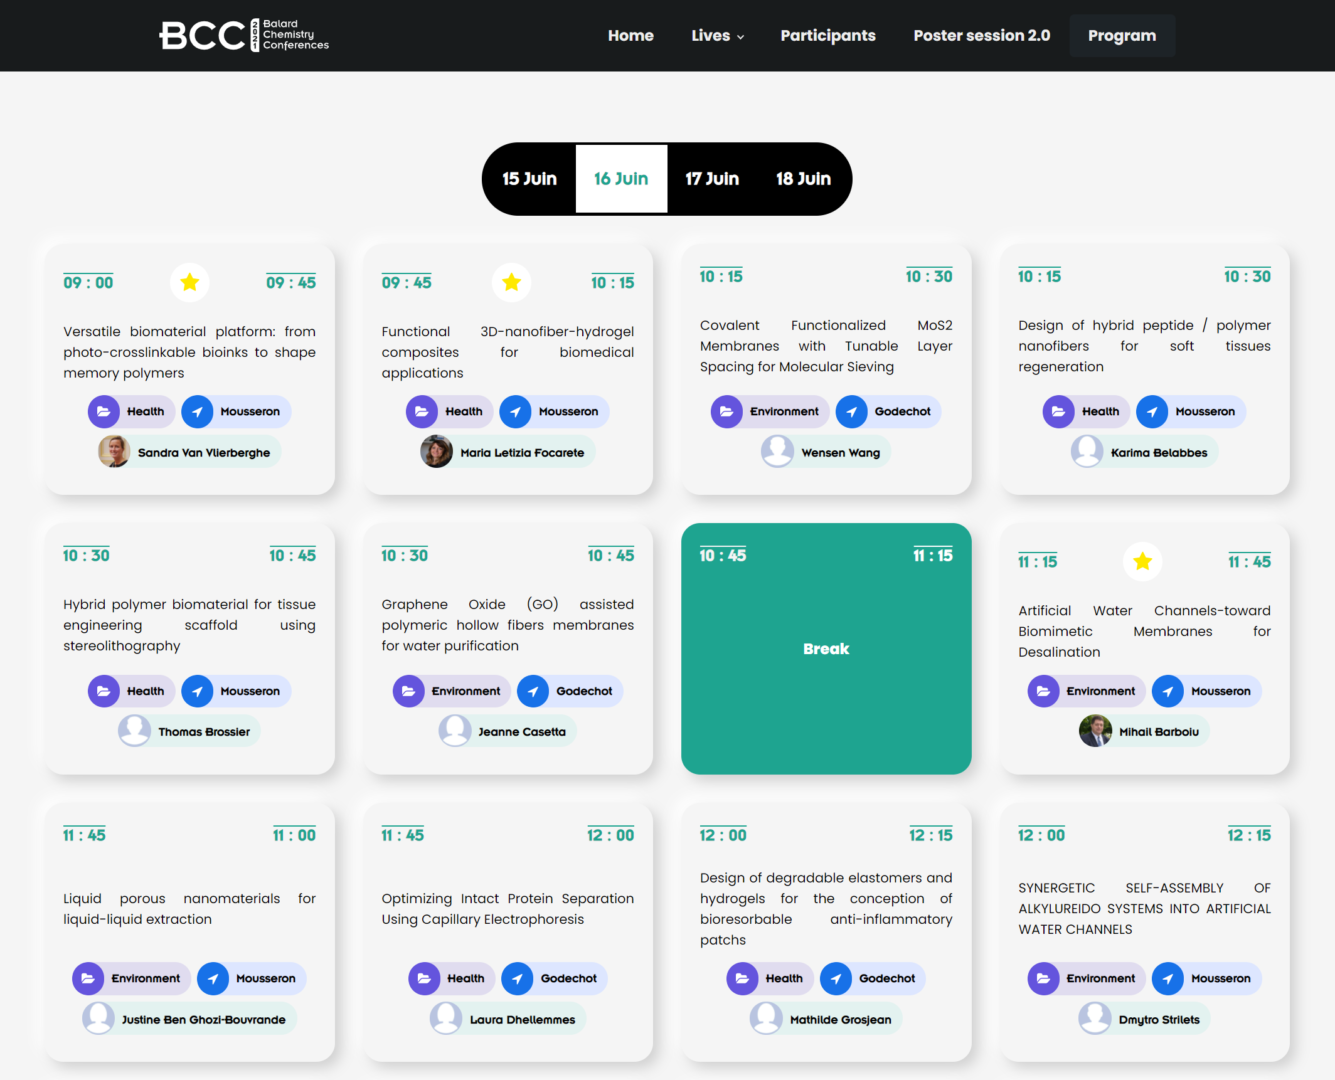 BCC 2021 Balard
Chemistry
Conferences
Home Lives Participants Poster session 2.0 Program
15 Juin 16 Juin 17 Juin 18 Juin
09 : 00 09 : 45
Versatile biomaterial platform: from
photo-crosslinkable bioinks to shape
memory polymers
Health Mousseron
Sandra Van Vlierberghe
09 : 45 10 : 15
Functional 3D-nanofiber-hydrogel
composites for biomedical
applications
Health Mousseron
Maria Letizia Focarete
10 : 15 10 : 30
Covalent Functionalized MoS2
Membranes with Tunable Layer
Spacing for Molecular Sieving
Environment Godechot
Wensen Wang
10 : 15 10 : 30
Design of hybrid peptide / polymer
nanofibers for soft tissues
regeneration
Health Mousseron
Karima Belabbes
10 : 30 10 : 45
Hybrid polymer biomaterial for tissue
engineering scaffold using
stereolithography
Health Mousseron
Thomas Brossier
10 : 30 10 : 45
Graphene Oxide (GO) assisted
polymeric hollow fibers membranes
for water purification
Environment Godechot
Jeanne Casetta
10 : 45 11 : 15
Break
11 : 15 11 : 45
Artificial Water Channels-toward
Biomimetic Membranes for
Desalination
Environment Mousseron
Mihail Barboiu
11 : 45 11 : 00
Liquid porous nanomaterials for
liquid-liquid extraction
Environment Mousseron
Justine Ben Ghozi-Bouvrande
11 : 45 12 : 00
Optimizing Intact Protein Separation
Using Capillary Electrophoresis
Health Godechot
Laura Dhellemmes
12 : 00 12 : 15
Design of degradable elastomers and
hydrogels for the conception of
bioresorbable anti-inflammatory
patchs
Health Godechot
Mathilde Grosjean
12 : 00 12 : 15
SYNERGETIC SELF-ASSEMBLY OF
ALKYLUREIDO SYSTEMS INTO ARTIFICIAL
WATER CHANNELS
Environment Mousseron
Dmytro Strilets